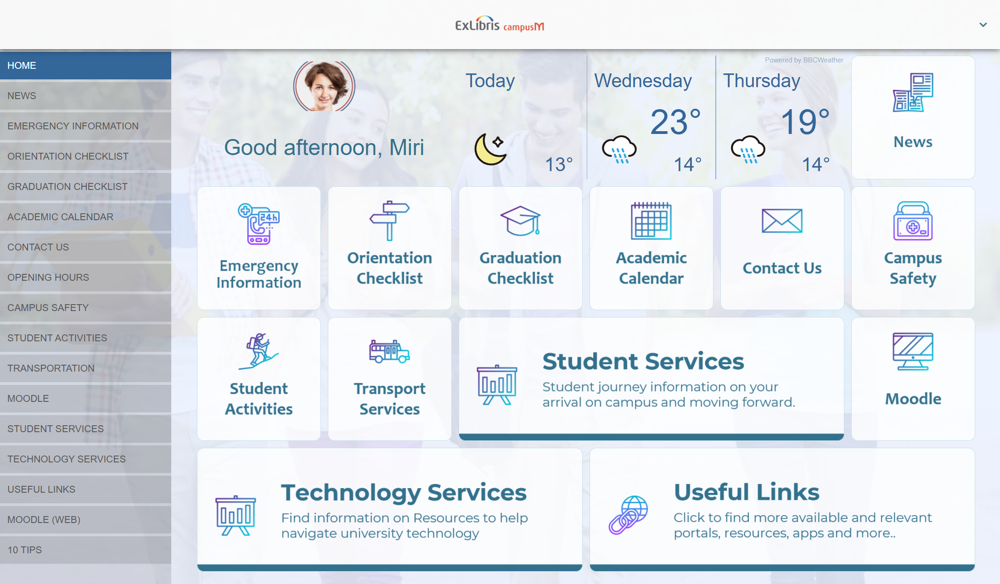 ExLibris campusM
HOME
NEWS
EMERGENCY INFORMATION
ORIENTATION CHECKLIST
GRADUATION CHECKLIST
ACADEMIC CALENDAR
CONTACT US
OPENING HOURS
CAMPUS SAFETY
STUDENT ACTIVITIES
TRANSPORTATION
MOODLE
STUDENT SERVICES
TECHNOLOGY SERVICES
USEFUL LINKS
MOODLE (WEB)
10 TIPS
Good afternoon, Miri
Today
13°
Wednesday
23°
14°
Powered by BBCWeather
Thursday
19°
14°
News
24h
Emergency
Information
Orientation
Checklist
Graduation
Checklist
Academic
Calendar
Contact Us
Campus
Safety
Student
Activities
Transport
Services
Student Services
Student journey information on your
arrival on campus and moving forward.
Moodle
Technology Services
Find information on Resources to help
navigate university technology
Useful Links
Click to find more available and relevant
portals, resources, apps and more..